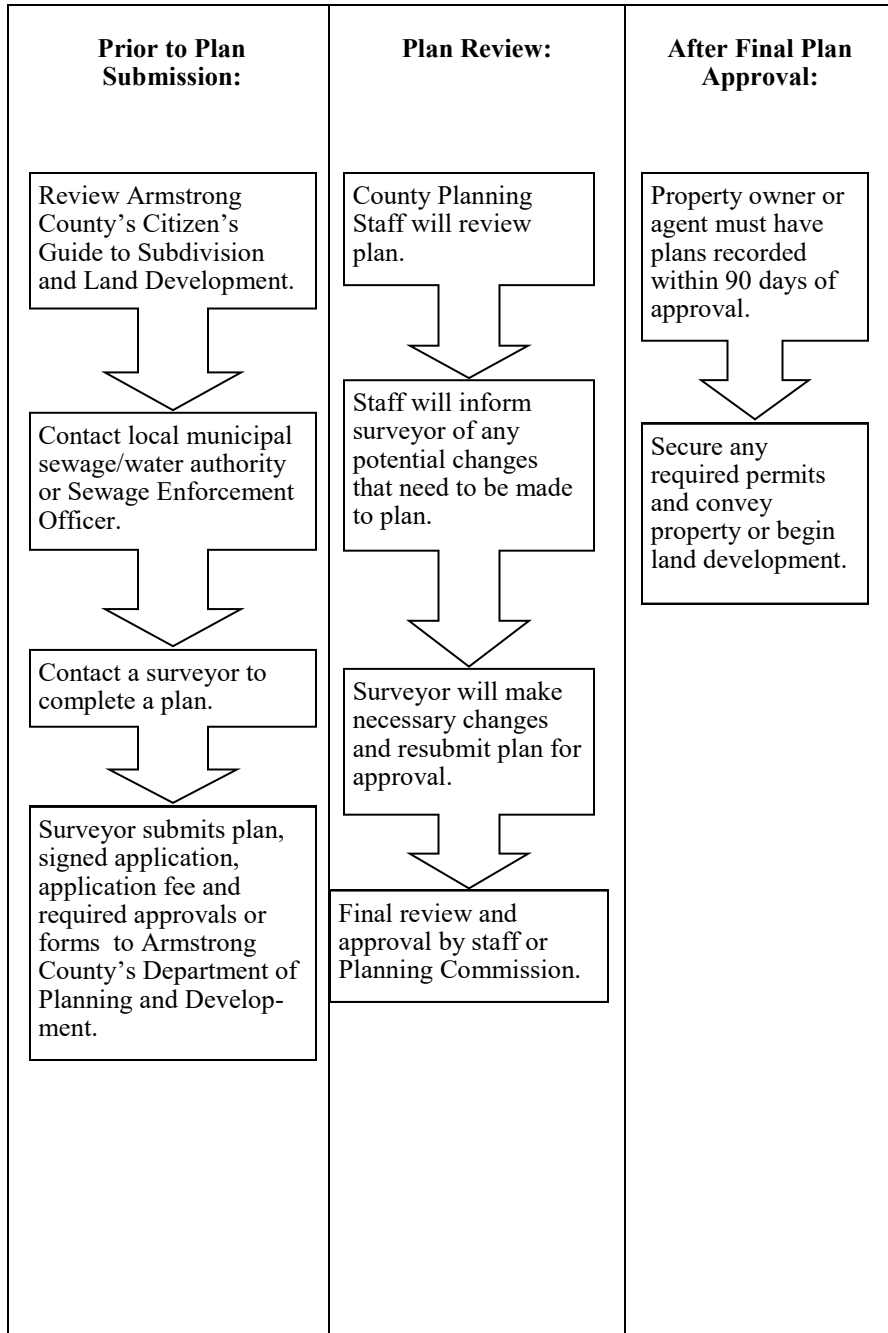 Prior to Plan
Submission:
Review Armstrong
County's Citizen's
Guide to Subdivision
and Land Development.
Contact local municipal
sewage/water authority
or Sewage Enforcement
Officer.
Contact a surveyor to
complete a plan.
Surveyor submits plan,
signed application,
application fee and
required approvals or
forms  to Armstrong
County's Department of
Planning and Develop-
ment.
Plan Review:
County Planning
Staff will review
plan.
Staff will inform
surveyor of any
potential changes
that need to be made
to plan.
Surveyor will make
necessary changes
and resubmit plan for
approval.
Final review and
approval by staff or
Planning Commission.
After Final Plan
Approval:
Property owner or
agent must have
plans recorded
within 90 days of
approval.
Secure any
required permits
and convey
property or begin
land development.